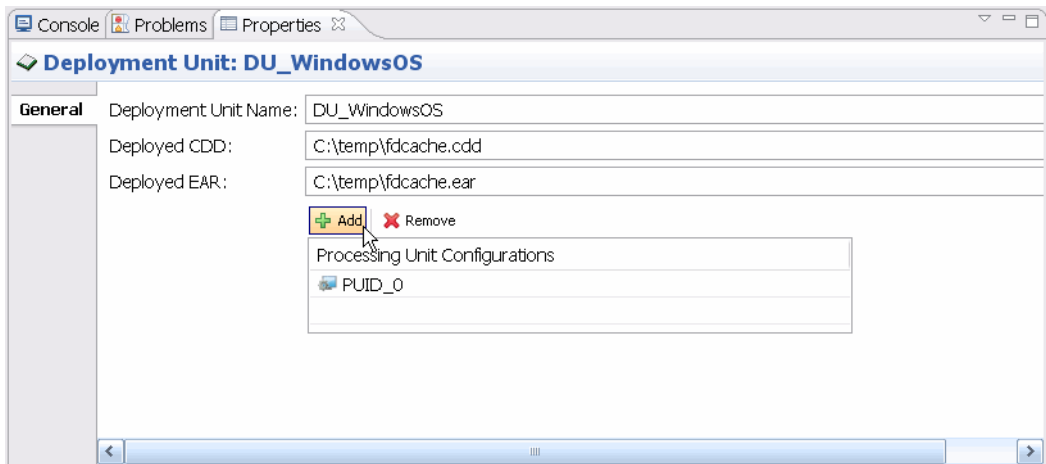 Console Problems Properties
Deployment Unit: DU_WindowsOS
General
Deployment Unit Name: DU_WindowsOS
Deployed CDD: C:\temp\fdcache.cdd
Deployed EAR: C:\temp\fdcache.ear
Add Remove
Processing Unit Configurations
PUID_0